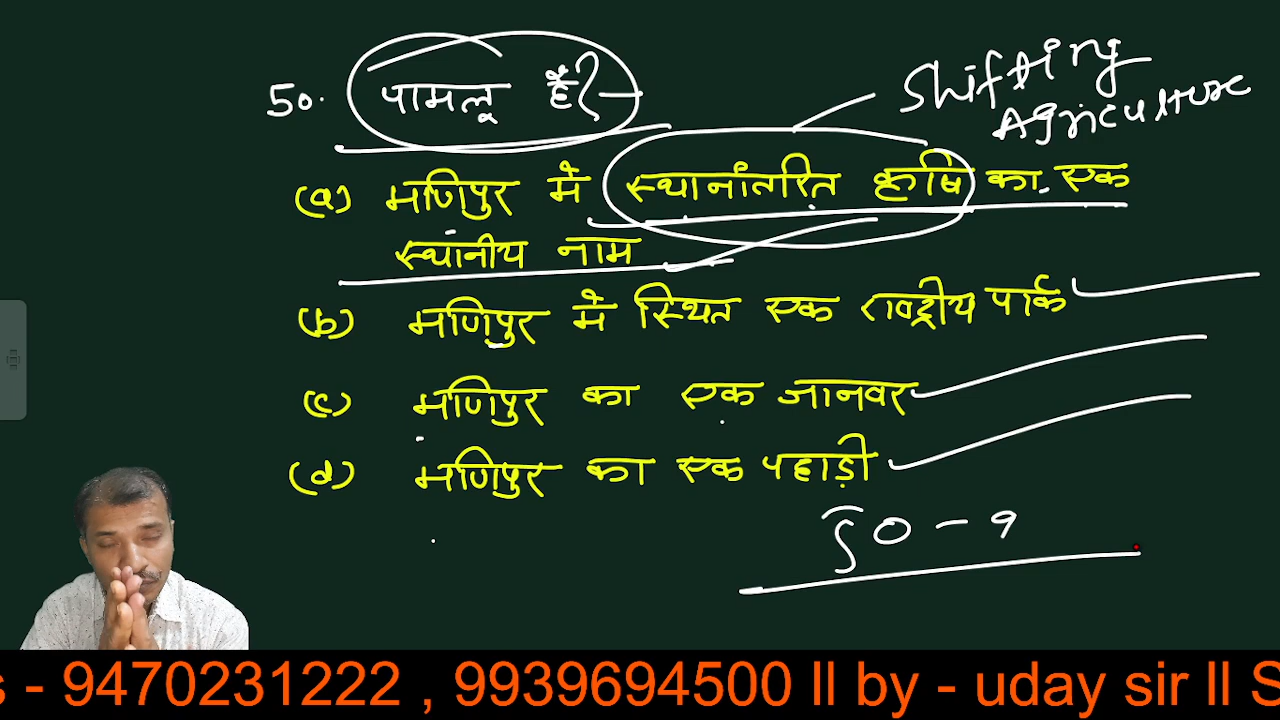 50. पामलू है?
Shifting
Agriculture
(a) मणिपुर में स्थानांतरित कृषि का एक
स्थानीय नाम
(b) मणिपुर में स्थित एक राष्ट्रीय पार्क
(c) मणिपुर का एक जानवर
(d) मणिपुर का एक पहाड़ी
50 - 9
s - 9470231222 , 9939694500 ll by - uday sir ll S